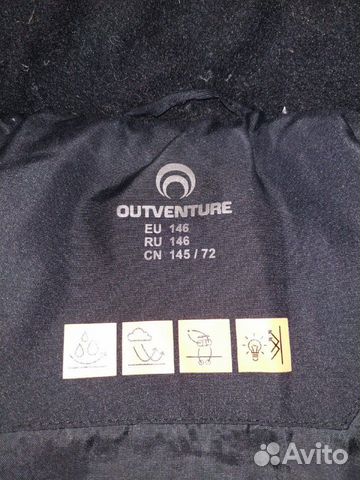 OUTVENTURE
EU 146
RU 146
CN 145 / 72
Avito